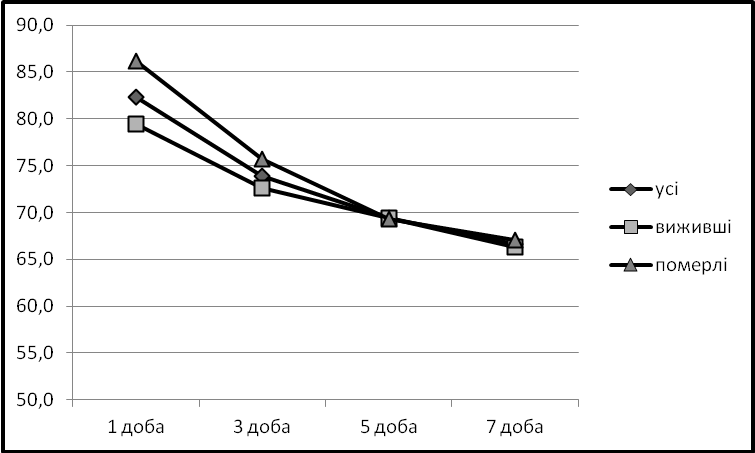 90,0
85,0
80,0
75,0
70,0
65,0
60,0
55,0
50,0
1 доба 3 доба 5 доба 7 доба
усі
виживші
померлі